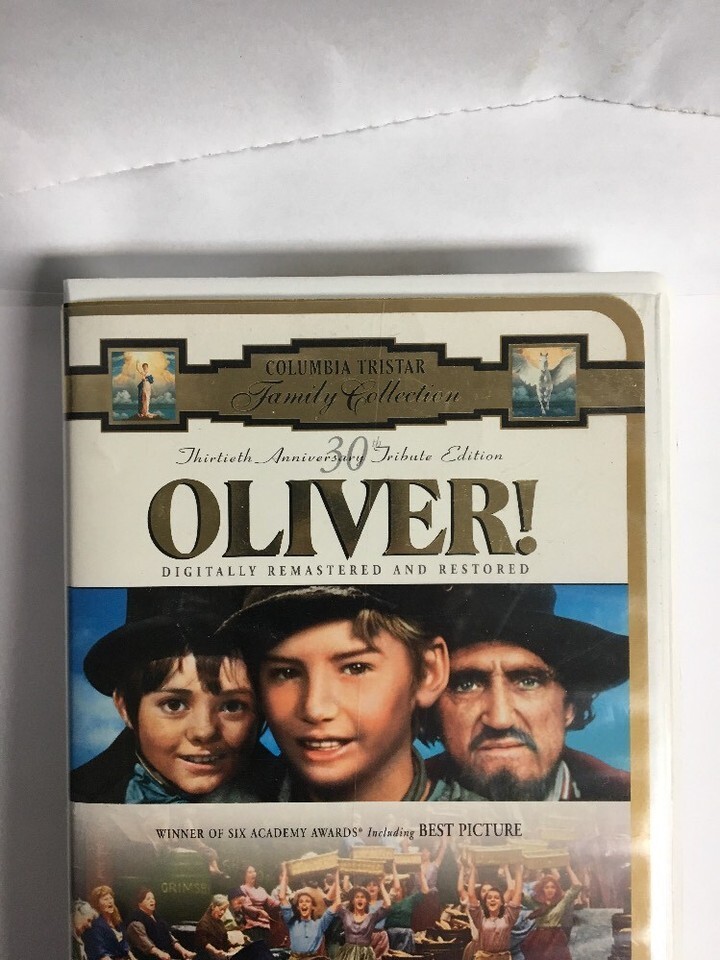 COLUMBIA TRISTAR
Family Collection
Thirtieth Anniversary Tribute Edition
30th
OLIVER!
DIGITALLY REMASTERED AND RESTORED
WINNER OF SIX ACADEMY AWARDS® Including BEST PICTURE
GRIMSB